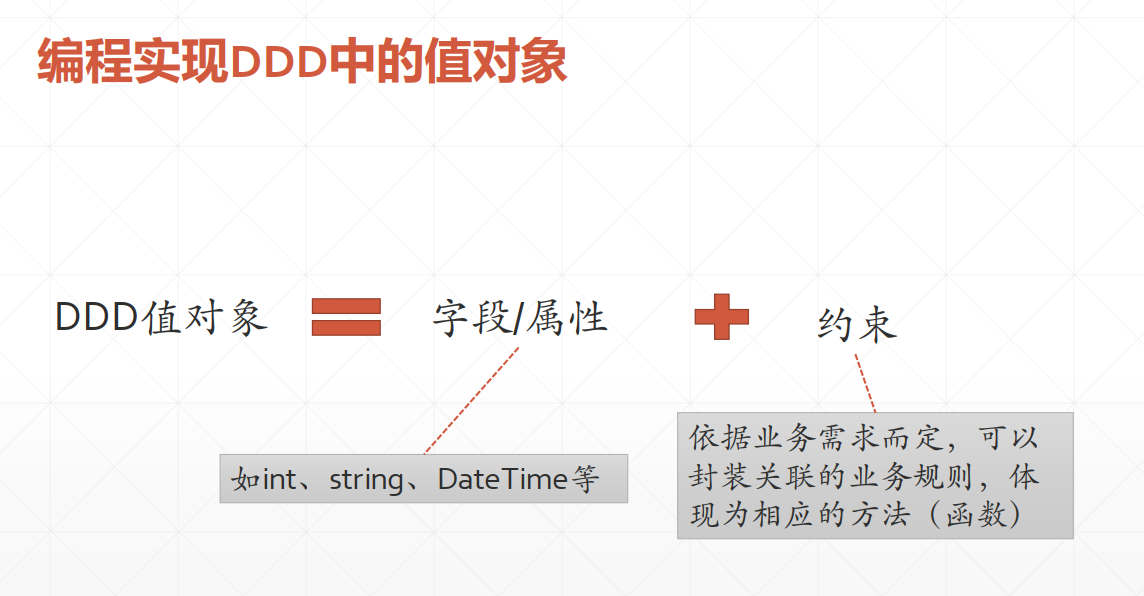 编程实现DDD中的值对象
DDD值对象
字段/属性
约束
如int、string、DateTime等
依据业务需求而定，可以
封装关联的业务规则，体
现为相应的方法（函数）